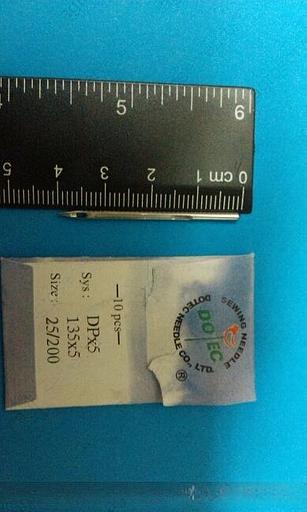 5 6
0 cm 1 2 3 4 5
SEWING NEEDLE
DOTEC
DOTEC NEEDLE CO., LTD.
®
—10 pcs—
Sys : DPx5
135x5
Size : 25/200